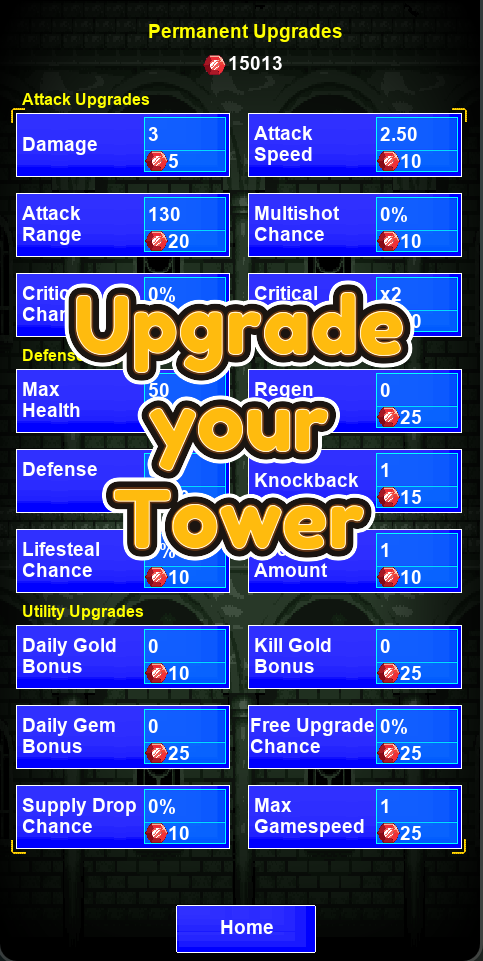 Permanent Upgrades
15013
Attack Upgrades
Damage
3
5
Attack
Speed
2.50
10
Attack
Range
130
20
Multishot
Chance
0%
10
0%
Critical
x2
Upgrade
Max
Health
50
Regen
0
25
your
Defense
Knockback
1
15
Tower
Lifesteal
Chance
10
Amount
1
10
Utility Upgrades
Daily Gold
Bonus
0
10
Kill Gold
Bonus
0
25
Daily Gem
Bonus
0
25
Free Upgrade
Chance
0%
25
Supply Drop
Chance
0%
10
Max
Gamespeed
1
25
Home